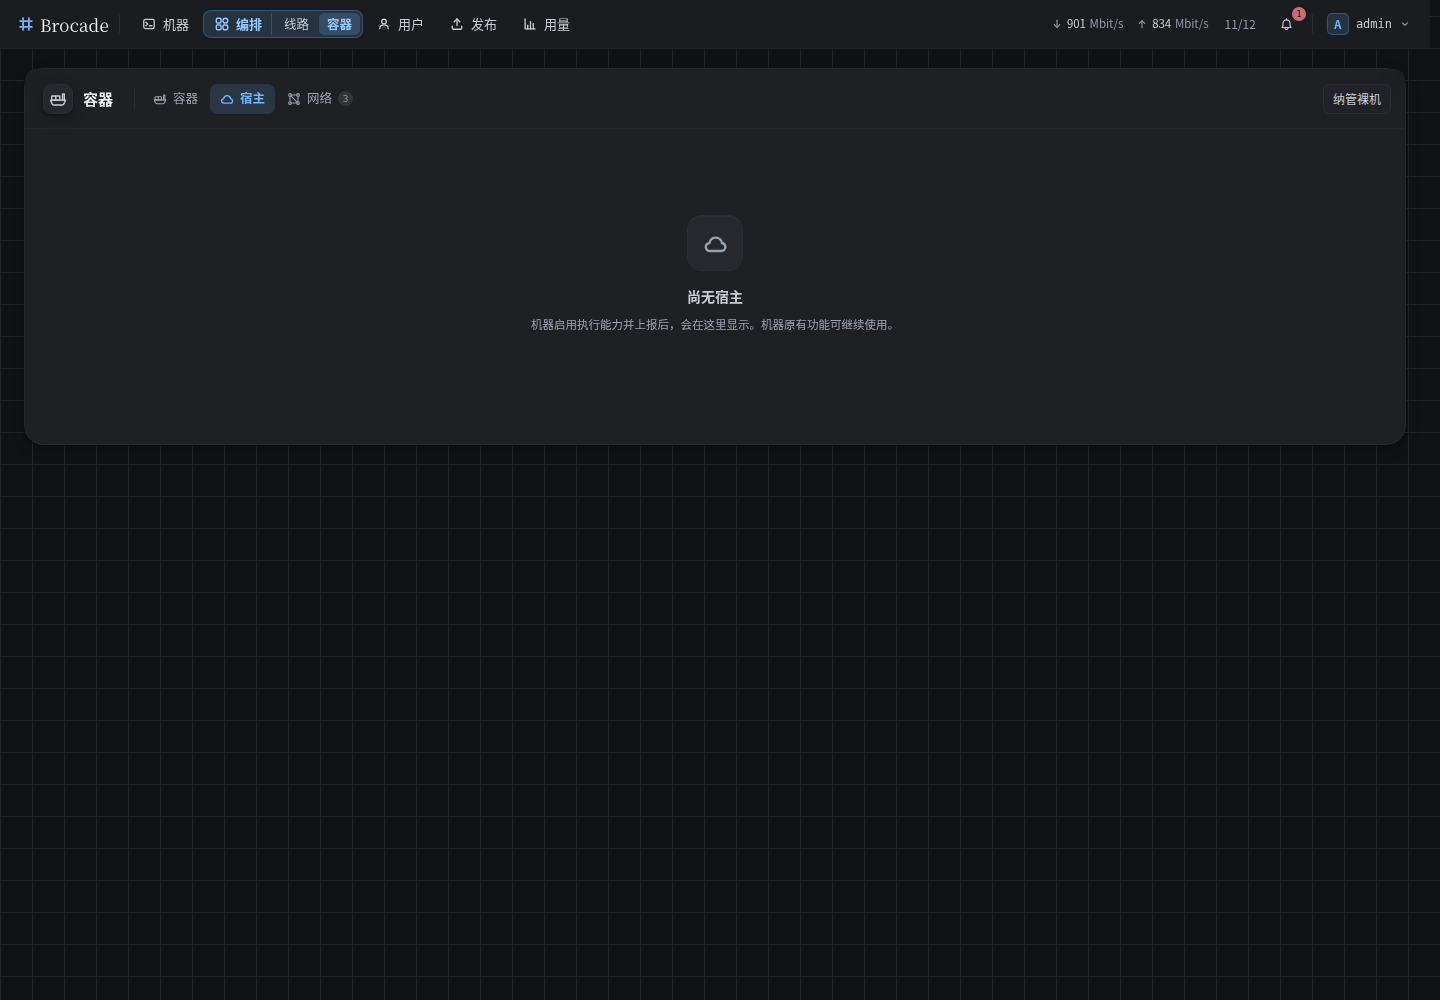 Brocade 机器 编排 线路 容器 用户 发布 用量 ↓ 901 Mbit/s ↑ 834 Mbit/s 11/12 1 A admin
容器 容器 宿主 网络 3 纳管裸机
尚无宿主
机器启用执行能力并上报后，会在这里显示。机器原有功能可继续使用。